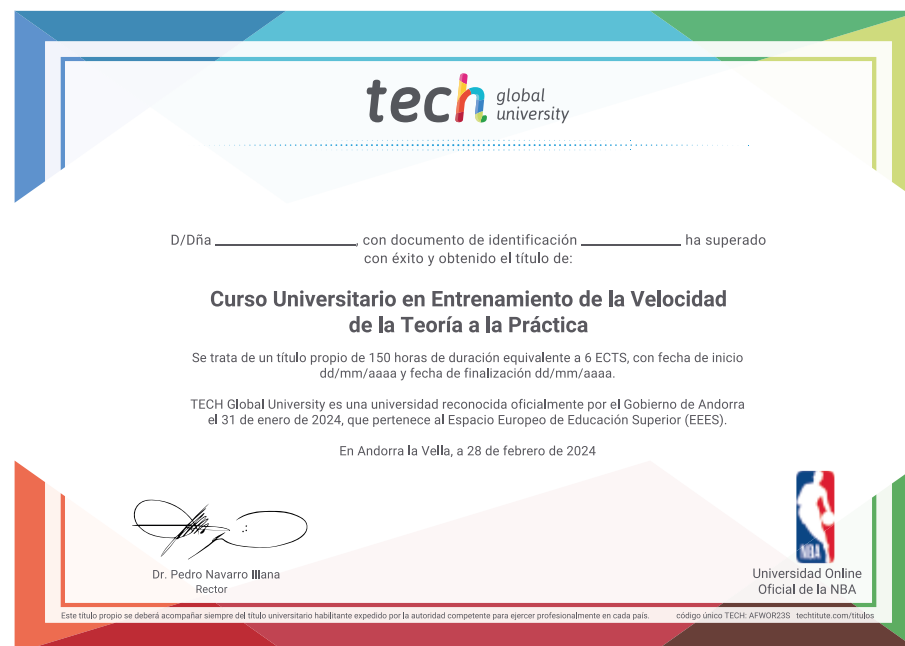 tech global university
D/Dña ________________, con documento de identificación ____________ ha superado
con éxito y obtenido el título de:
Curso Universitario en Entrenamiento de la Velocidad
de la Teoría a la Práctica
Se trata de un título propio de 150 horas de duración equivalente a 6 ECTS, con fecha de inicio
dd/mm/aaaa y fecha de finalización dd/mm/aaaa.
TECH Global University es una universidad reconocida oficialmente por el Gobierno de Andorra
el 31 de enero de 2024, que pertenece al Espacio Europeo de Educación Superior (EEES).
En Andorra la Vella, a 28 de febrero de 2024
Dr. Pedro Navarro Illana
Rector
NBA
Universidad Online
Oficial de la NBA
Este título propio se deberá acompañar siempre del título universitario habilitante expedido por la autoridad competente para ejercer profesionalmente en cada país. código único TECH: AFWOR23S techtitute.com/titulos